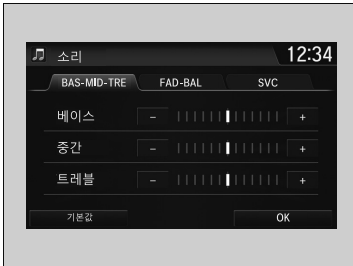 소리 12:34
BAS-MID-TRE FAD-BAL SVC
베이스 - +
중간 - +
트레블 - +
기본값 OK